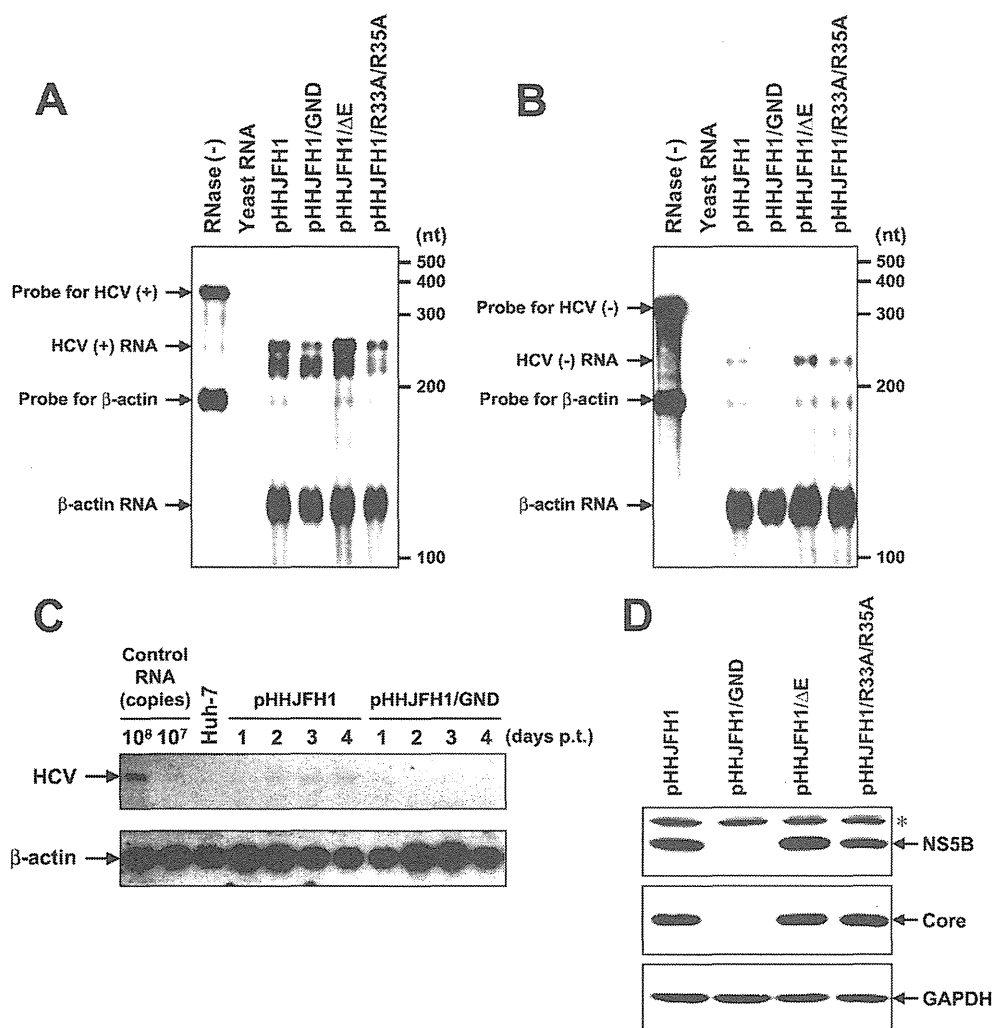 A
RNase (-)
Yeast RNA
pHHJFH1
pHHJFH1/GND
pHHJFH1/ΔE
pHHJFH1/R33A/R35A
(nt)
500
400
300
200
100
Probe for HCV (+)
HCV (+) RNA
Probe for β-actin
β-actin RNA
B
RNase (-)
Yeast RNA
pHHJFH1
pHHJFH1/GND
pHHJFH1/ΔE
pHHJFH1/R33A/R35A
(nt)
500
400
300
200
100
Probe for HCV (-)
HCV (-) RNA
Probe for β-actin
β-actin RNA
C
Control
RNA
(copies)
10⁸ 10⁷
Huh-7
pHHJFH1
1 2 3 4
pHHJFH1/GND
1 2 3 4 (days p.t.)
HCV
β-actin
D
pHHJFH1
pHHJFH1/GND
pHHJFH1/ΔE
pHHJFH1/R33A/R35A
*
NS5B
Core
GAPDH